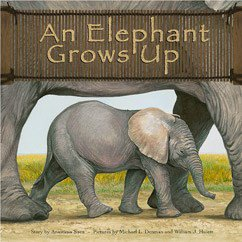 An Elephant
Grows Up
Story by Anastasia Suen Pictures by Michael L. Denman and William J. Huiett